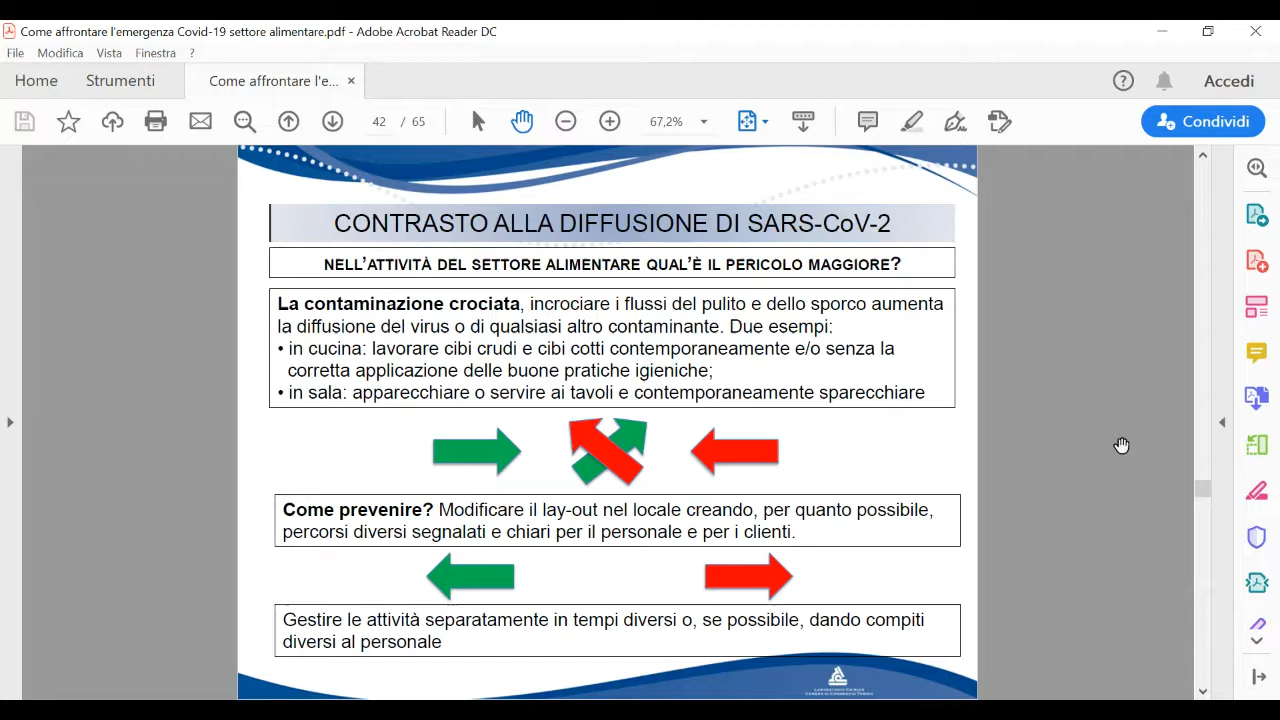 Come affrontare l'emergenza Covid-19 settore alimentare.pdf - Adobe Acrobat Reader DC
File Modifica Vista Finestra ?
Home Strumenti Come affrontare l'e... × Accedi
42 / 65 67,2% Condividi
CONTRASTO ALLA DIFFUSIONE DI SARS-CoV-2
NELL'ATTIVITÀ DEL SETTORE ALIMENTARE QUAL'È IL PERICOLO MAGGIORE?
La contaminazione crociata, incrociare i flussi del pulito e dello sporco aumenta
la diffusione del virus o di qualsiasi altro contaminante. Due esempi:
• in cucina: lavorare cibi crudi e cibi cotti contemporaneamente e/o senza la
corretta applicazione delle buone pratiche igieniche;
• in sala: apparecchiare o servire ai tavoli e contemporaneamente sparecchiare
Come prevenire? Modificare il lay-out nel locale creando, per quanto possibile,
percorsi diversi segnalati e chiari per il personale e per i clienti.
Gestire le attività separatamente in tempi diversi o, se possibile, dando compiti
diversi al personale
LABORATORIO CHIMICO
CAMERA DI COMMERCIO TORINO